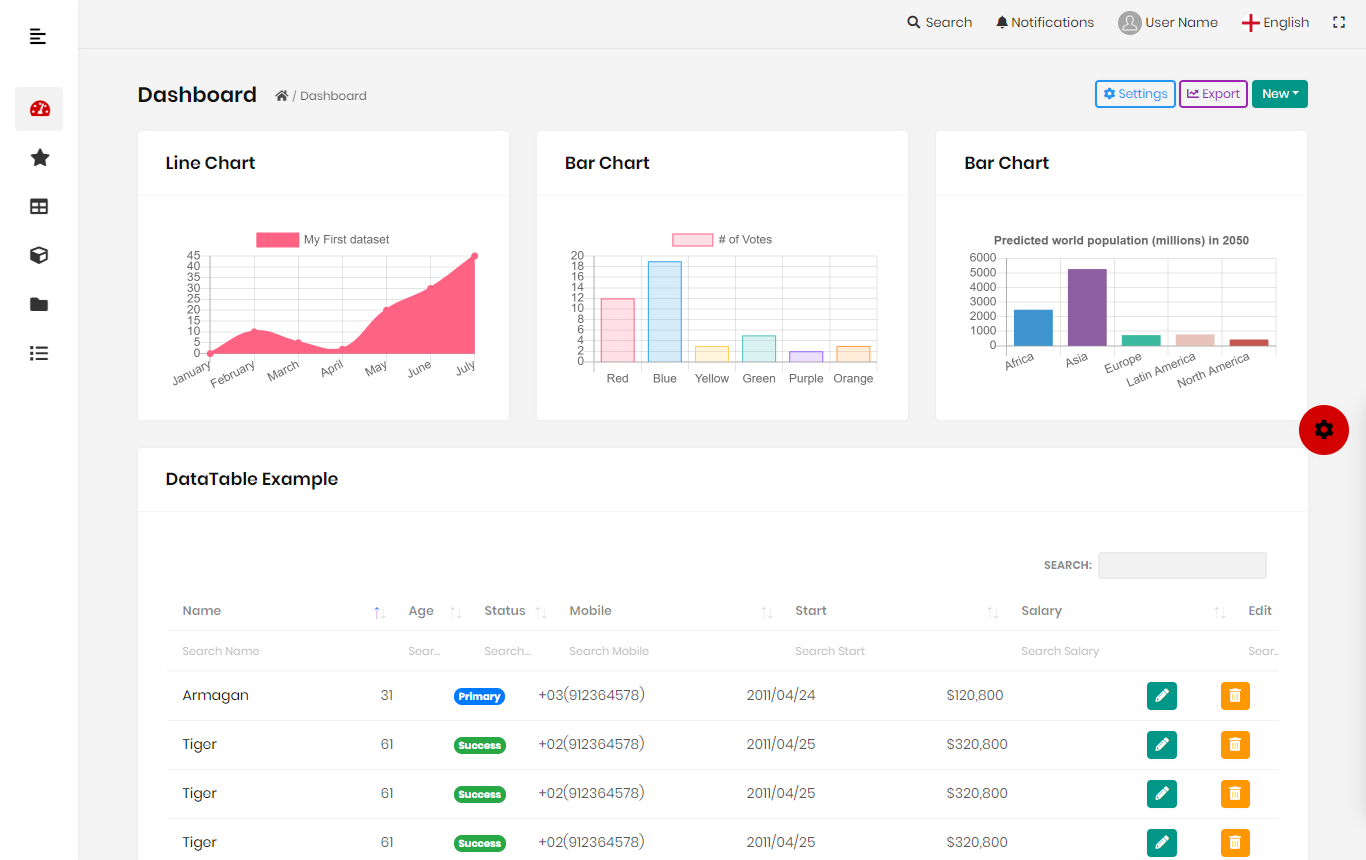 Search Notifications User Name English
Dashboard / Dashboard Settings Export New
Line Chart
My First dataset
45
40
35
30
25
20
15
10
5
0
January February March April May June July
Bar Chart
# of Votes
20
18
16
14
12
10
8
6
4
2
0
Red Blue Yellow Green Purple Orange
Bar Chart
Predicted world population (millions) in 2050
6000
5000
4000
3000
2000
1000
0
Africa Asia Europe Latin America North America
DataTable Example
SEARCH:
Name Age Status Mobile Start Salary Edit
Search Name Sear... Search... Search Mobile Search Start Search Salary Sear...
Armagan 31 Primary +03(912364578) 2011/04/24 $120,800
Tiger 61 Success +02(912364578) 2011/04/25 $320,800
Tiger 61 Success +02(912364578) 2011/04/25 $320,800
Tiger 61 Success +02(912364578) 2011/04/25 $320,800